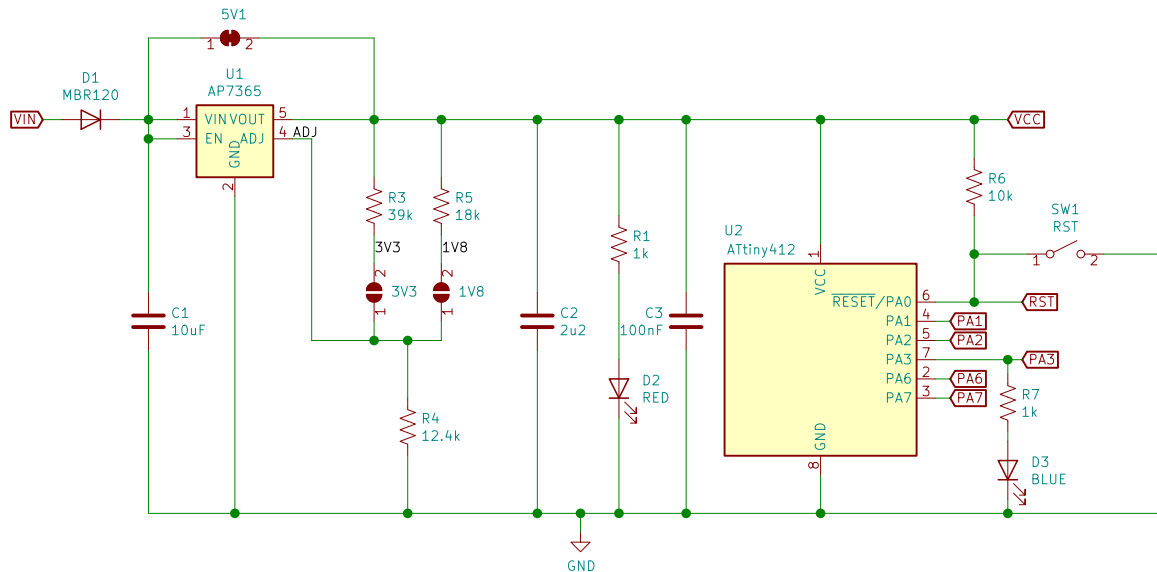 5V1
1
2
D1
MBR120
U1
AP7365
VIN
1
VIN
VOUT
5
3
EN
ADJ
4
ADJ
GND
2
VCC
R3
39k
R5
18k
3V3
1V8
2
2
3V3
1V8
1
1
C1
10uF
R4
12.4k
C2
2u2
R1
1k
C3
100nF
D2
RED
GND
U2
ATtiny412
1
VCC
RESET/PA0
6
PA1
4
PA1
PA2
5
PA2
PA3
7
PA3
PA6
2
PA6
PA7
3
PA7
GND
8
R6
10k
SW1
RST
1
2
RST
R7
1k
D3
BLUE